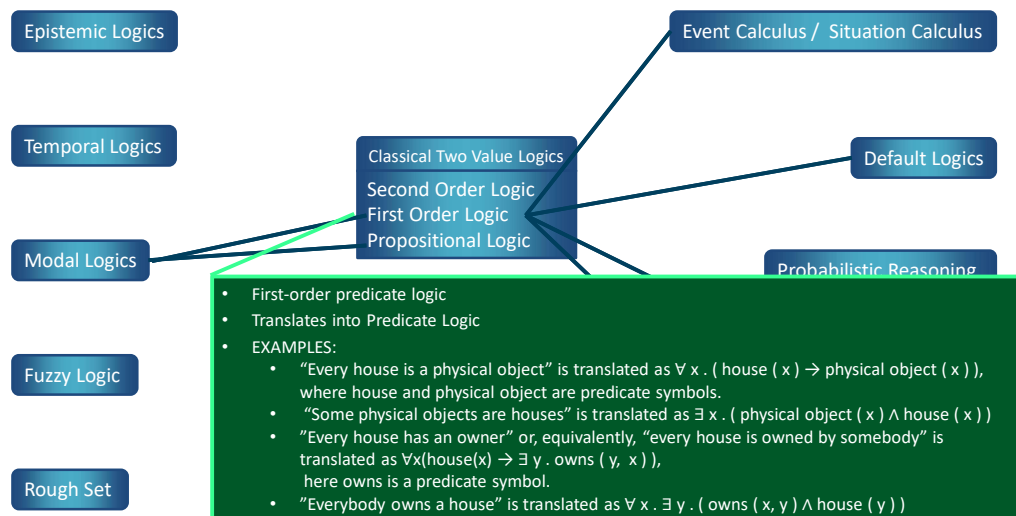 Epistemic Logics
Event Calculus / Situation Calculus
Temporal Logics
Classical Two Value Logics
Default Logics
Second Order Logic
First Order Logic
Propositional Logic
Modal Logics
Probabilistic Reasoning
• First-order predicate logic
• Translates into Predicate Logic
• EXAMPLES:
• “Every house is a physical object” is translated as ∀ x . ( house ( x ) → physical object ( x ) ),
where house and physical object are predicate symbols.
• “Some physical objects are houses” is translated as ∃ x . ( physical object ( x ) Λ house ( x ) )
• ”Every house has an owner” or, equivalently, “every house is owned by somebody” is
translated as ∀x(house(x) → ∃ y . owns ( y, x ) ),
here owns is a predicate symbol.
• ”Everybody owns a house” is translated as ∀ x . ∃ y . ( owns ( x, y ) Λ house ( y ) )
Fuzzy Logic
Rough Set